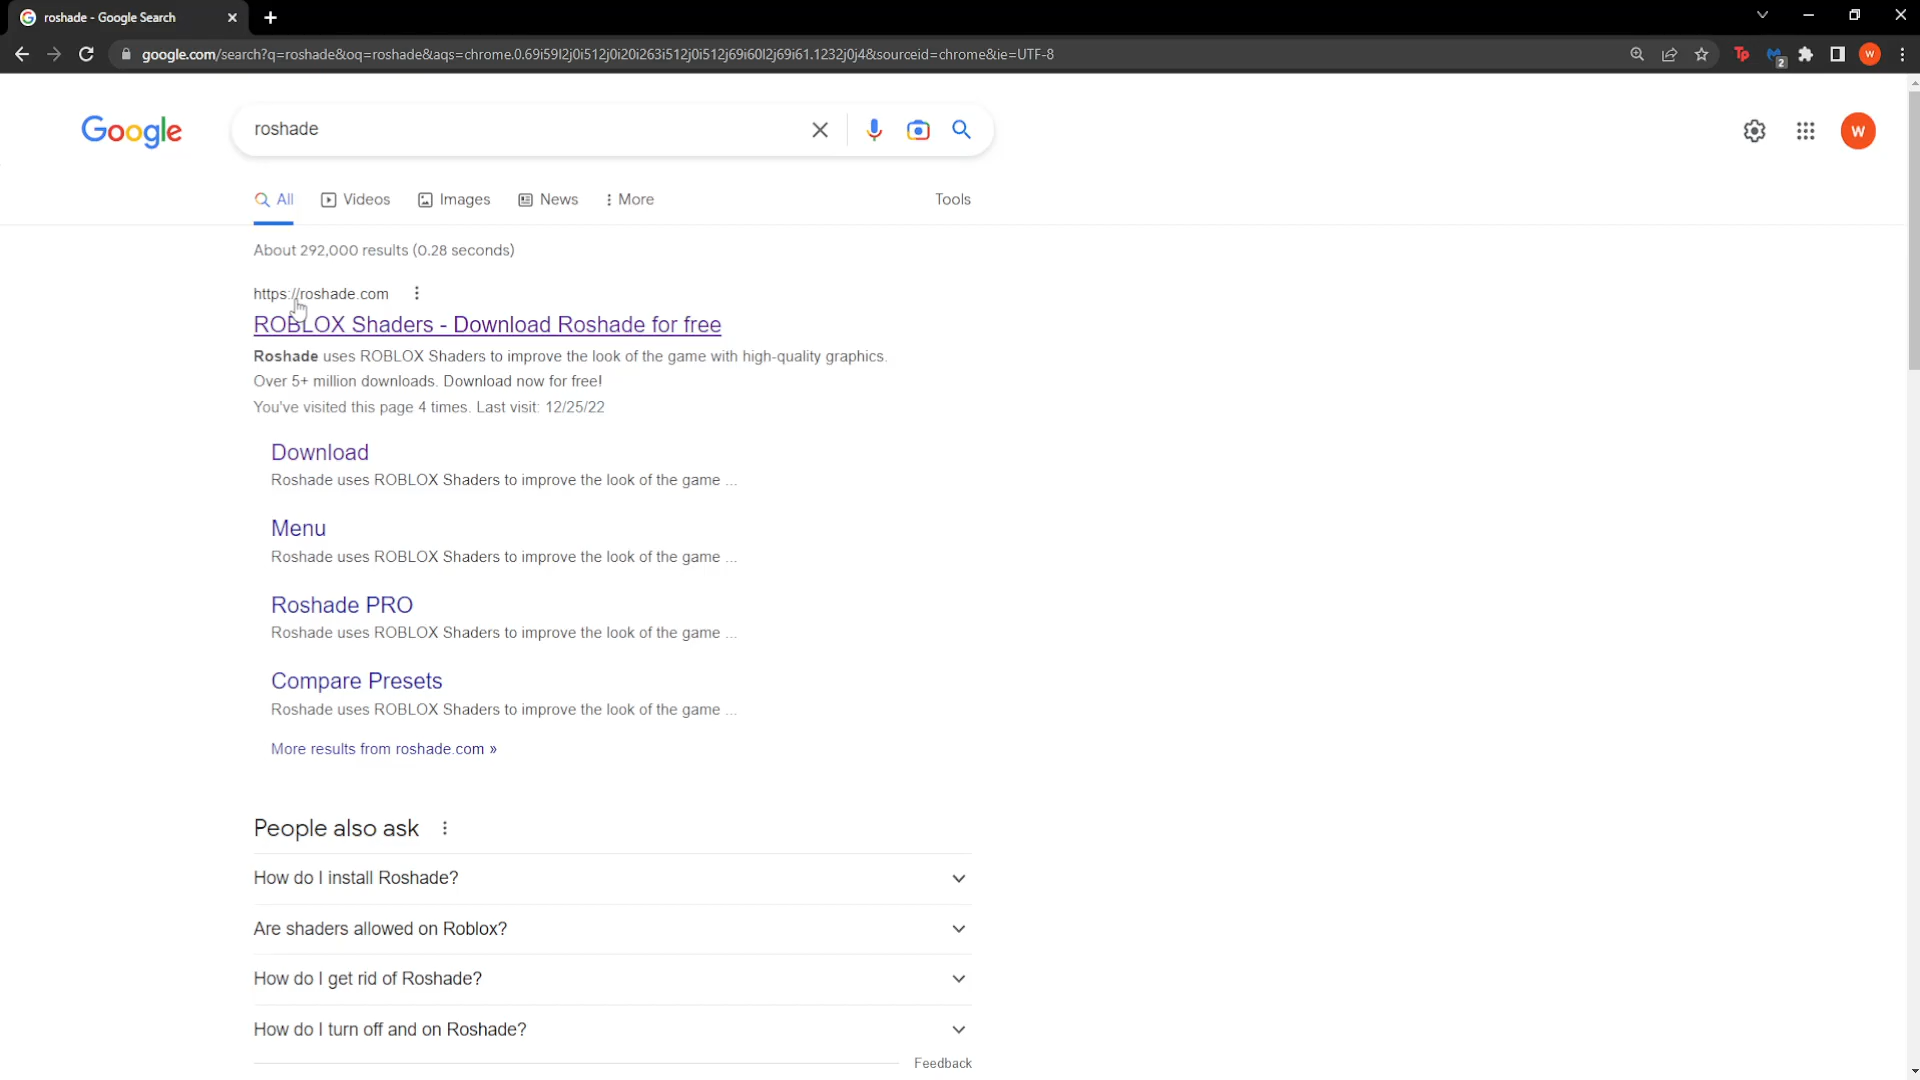 roshade - Google Search
google.com/search?q=roshade&oq=roshade&aqs=chrome.0.69i59l2j0i512j0i20i263i512j0i512j69i60l2j69i61.1232j0j4&sourceid=chrome&ie=UTF-8
Tp
2
W
Google
roshade
W
All
Videos
Images
News
More
Tools
About 292,000 results (0.28 seconds)
https://roshade.com
ROBLOX Shaders - Download Roshade for free
Roshade uses ROBLOX Shaders to improve the look of the game with high-quality graphics.
Over 5+ million downloads. Download now for free!
You've visited this page 4 times. Last visit: 12/25/22
Download
Roshade uses ROBLOX Shaders to improve the look of the game ...
Menu
Roshade uses ROBLOX Shaders to improve the look of the game ...
Roshade PRO
Roshade uses ROBLOX Shaders to improve the look of the game ...
Compare Presets
Roshade uses ROBLOX Shaders to improve the look of the game ...
More results from roshade.com »
People also ask
How do I install Roshade?
Are shaders allowed on Roblox?
How do I get rid of Roshade?
How do I turn off and on Roshade?
Feedback